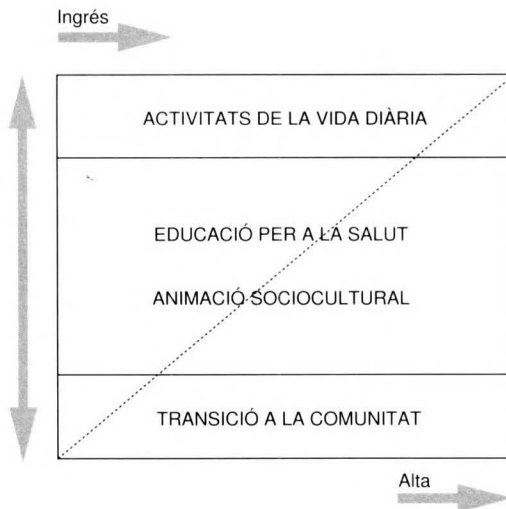 Ingrés
ACTIVITATS DE LA VIDA DIÀRIA
EDUCACIÓ PER A LA SALUT
ANIMACIÓ SOCIOCULTURAL
TRANSICIÓ A LA COMUNITAT
Alta